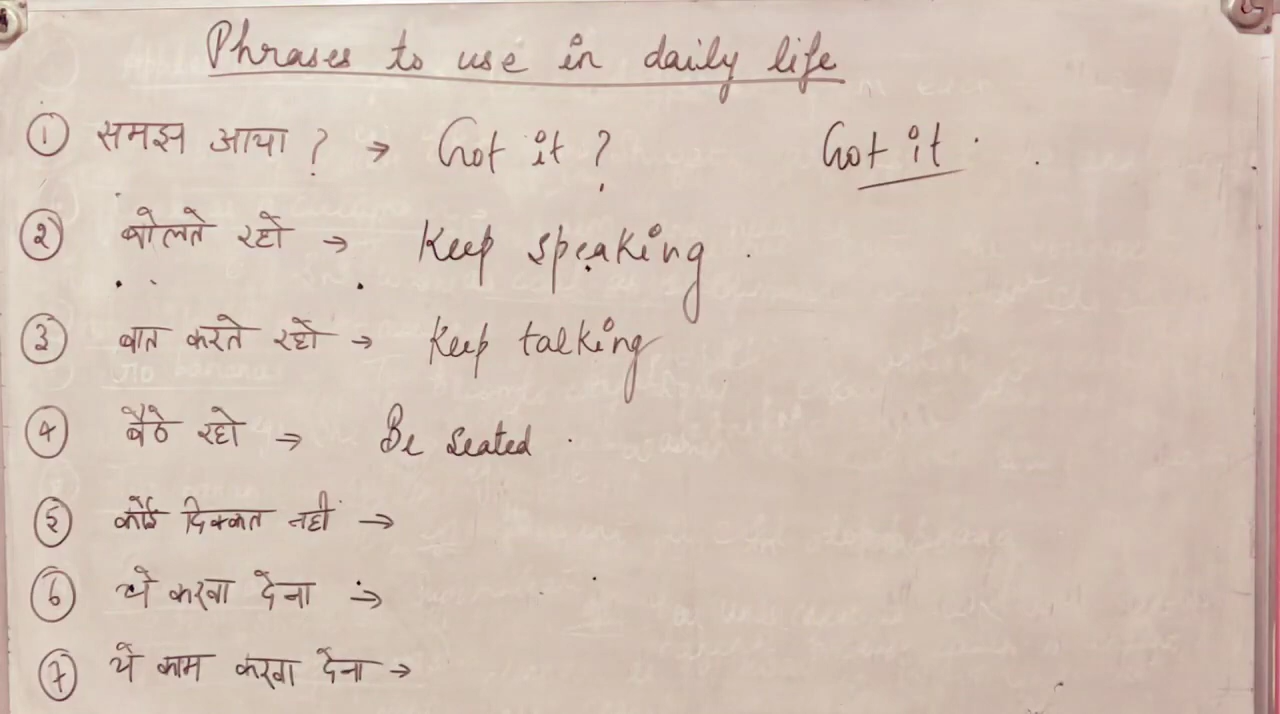 Phrases to use in daily life
① समझ आया ? → Got it ? Got it .
② बोलते रहो → Keep speaking .
③ बात करते रहो → Keep talking
④ बैठे रहो → Be seated .
⑤ कोई दिक्कत नही →
⑥ ये करवा देना →
⑦ ये काम करवा देना →